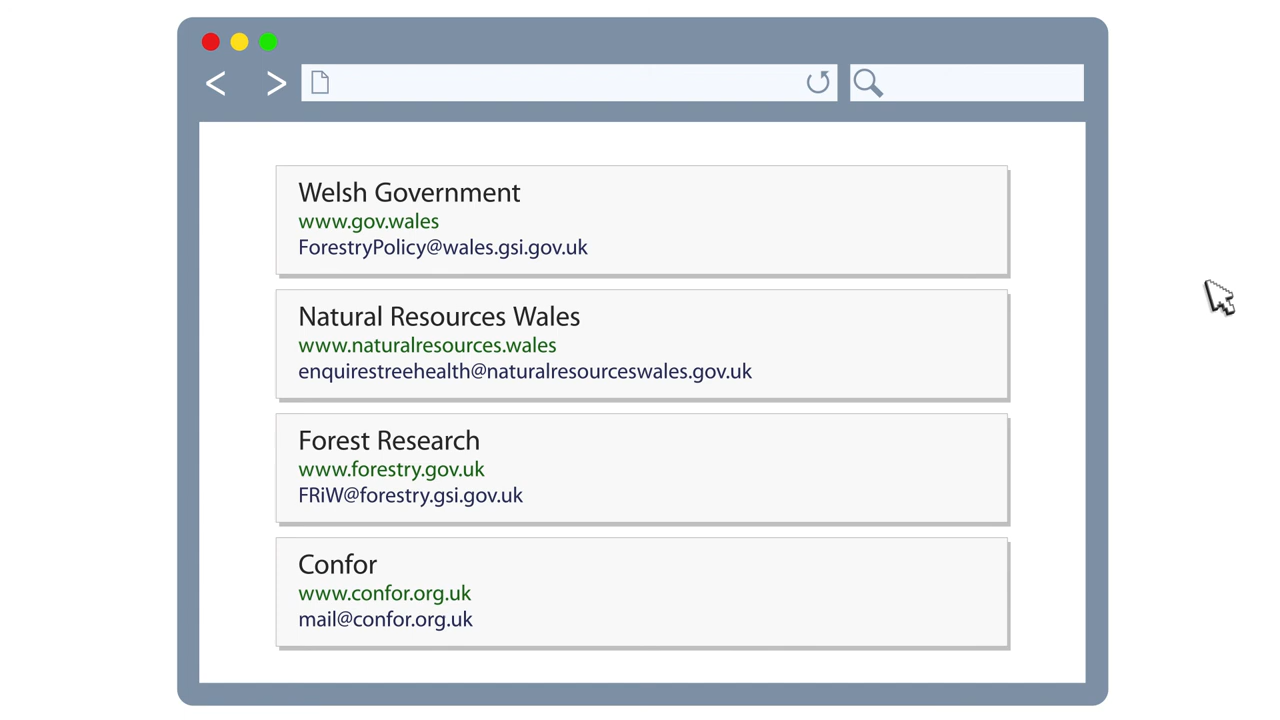 Welsh Government
www.gov.wales
ForestryPolicy@wales.gsi.gov.uk
Natural Resources Wales
www.naturalresources.wales
enquirestreehealth@naturalresourceswales.gov.uk
Forest Research
www.forestry.gov.uk
FRiW@forestry.gsi.gov.uk
Confor
www.confor.org.uk
mail@confor.org.uk